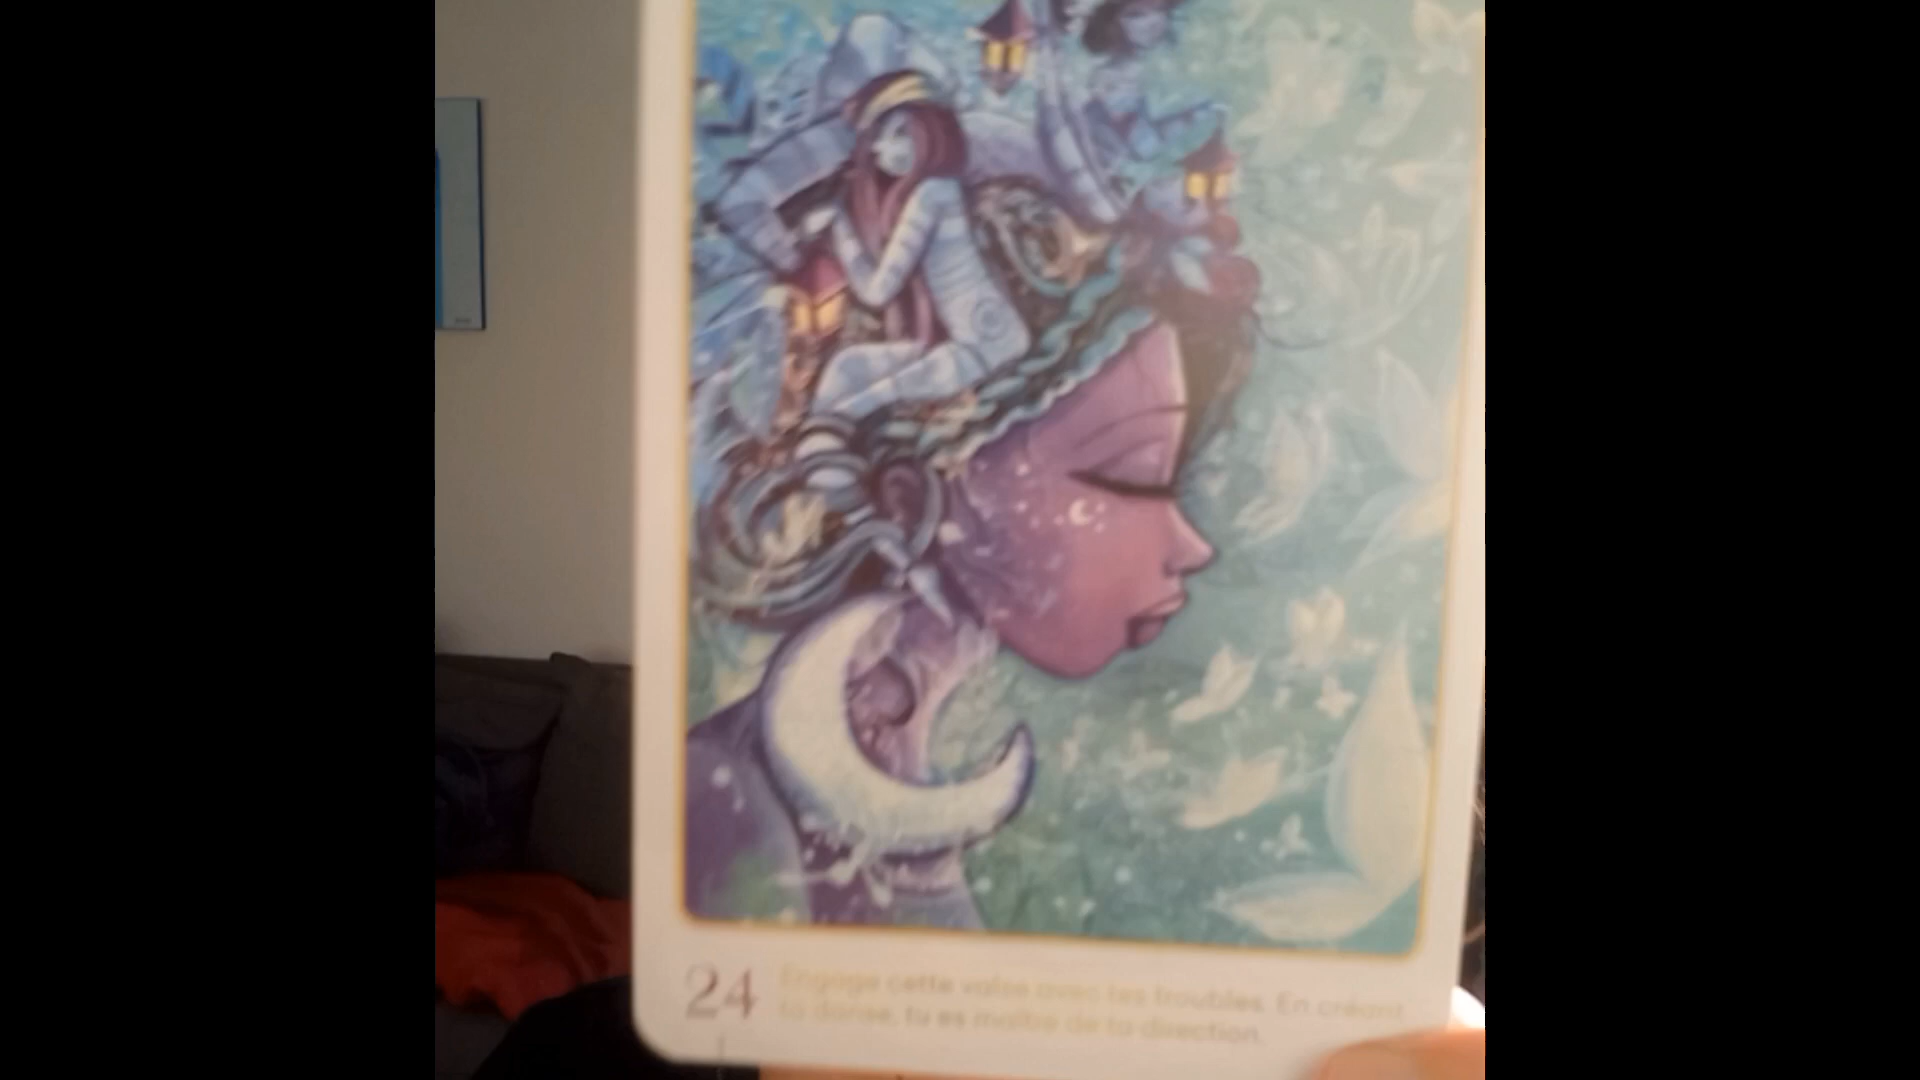 24
Engage cette valse avec tes troubles. En créant
ta danse, tu es maître de ta direction.